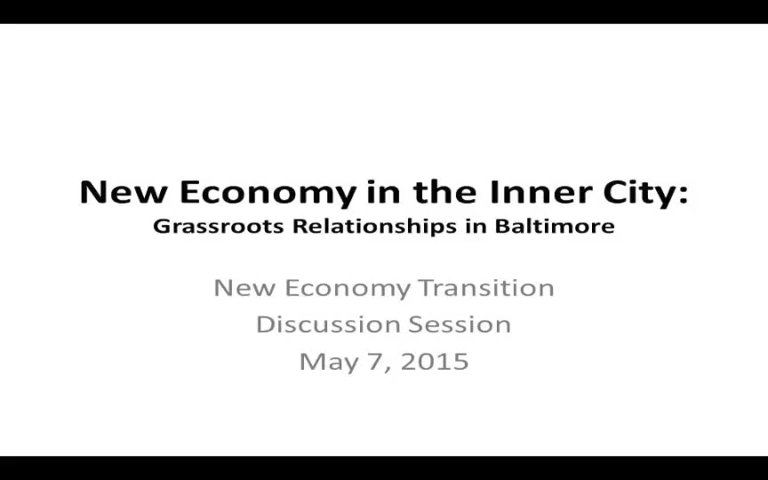 New Economy in the Inner City:
Grassroots Relationships in Baltimore
New Economy Transition
Discussion Session
May 7, 2015